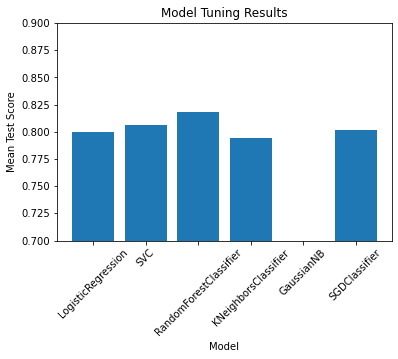 Model Tuning Results
Mean Test Score
0.900
0.875
0.850
0.825
0.800
0.775
0.750
0.725
0.700
LogisticRegression
SVC
RandomForestClassifier
KNeighborsClassifier
GaussianNB
SGDClassifier
Model